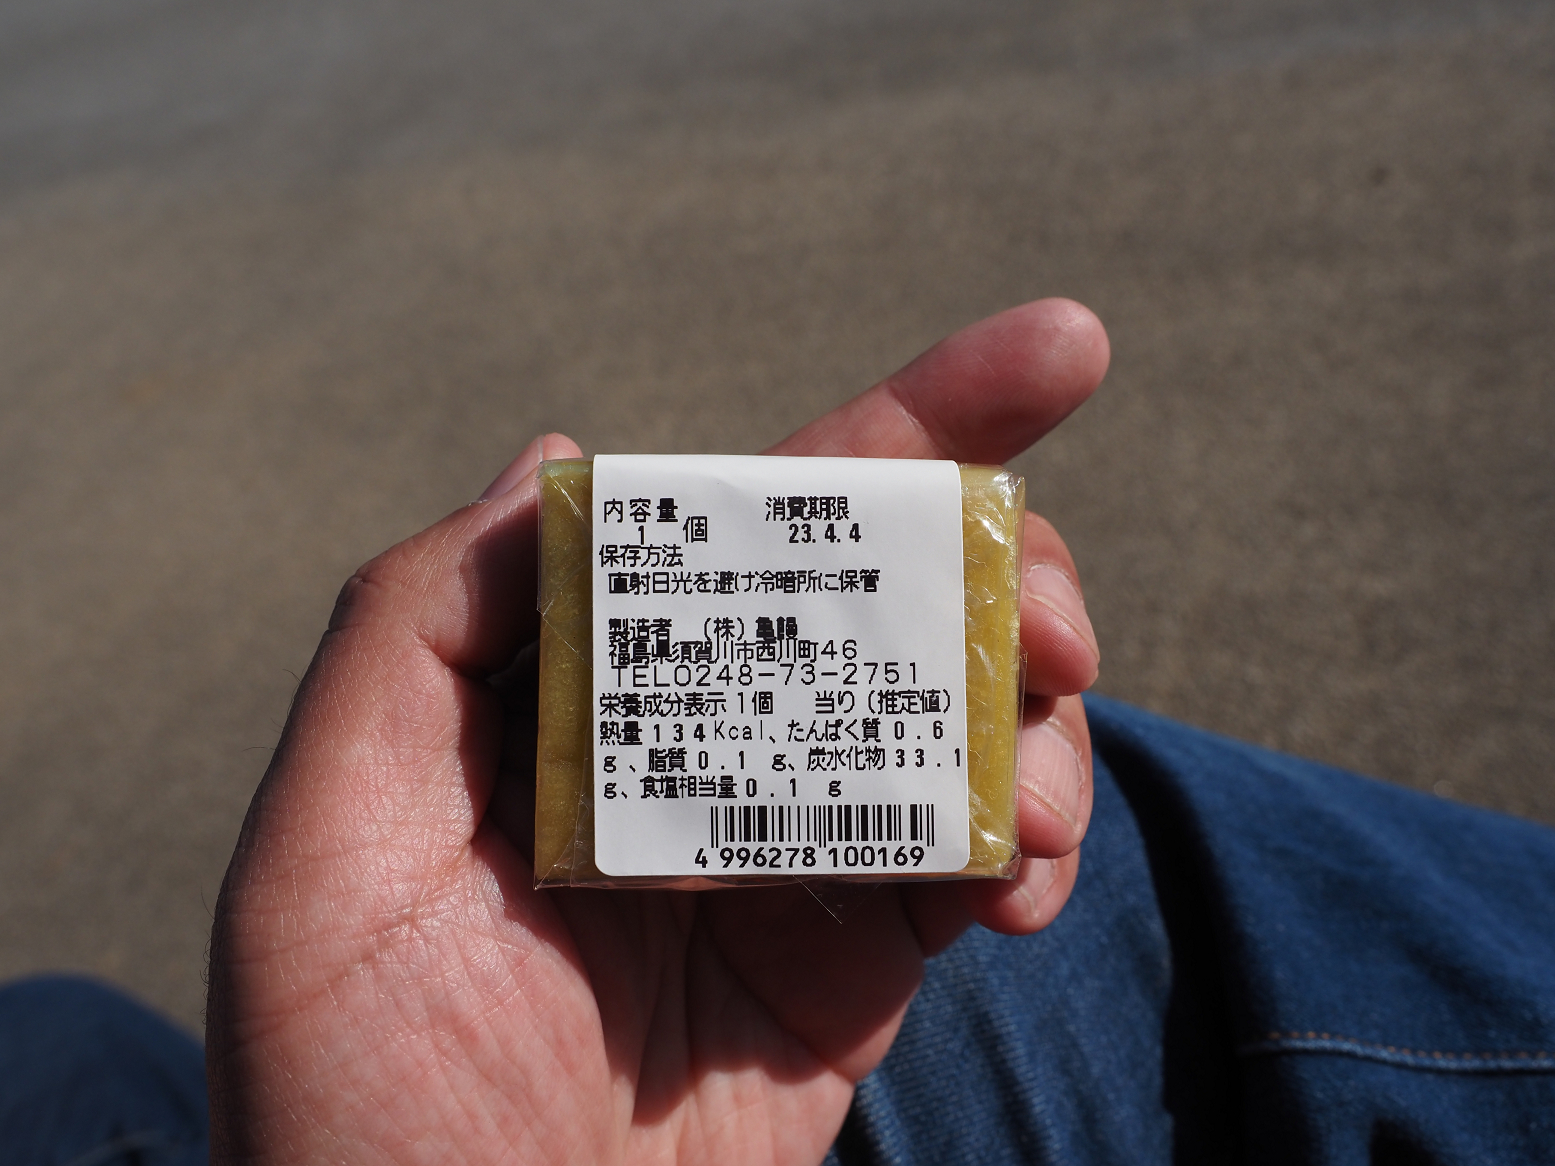 内容量 消費期限
1 個 23.4.4
保存方法
直射日光を避け冷暗所に保管
製造者 (株)亀饅
福島県須賀川市西川町46
TEL0248-73-2751
栄養成分表示1個 当り(推定値)
熱量134Kcal、たんぱく質0.6
g、脂質0.1 g、炭水化物33.1
g、食塩相当量0.1 g
4 996278 100169